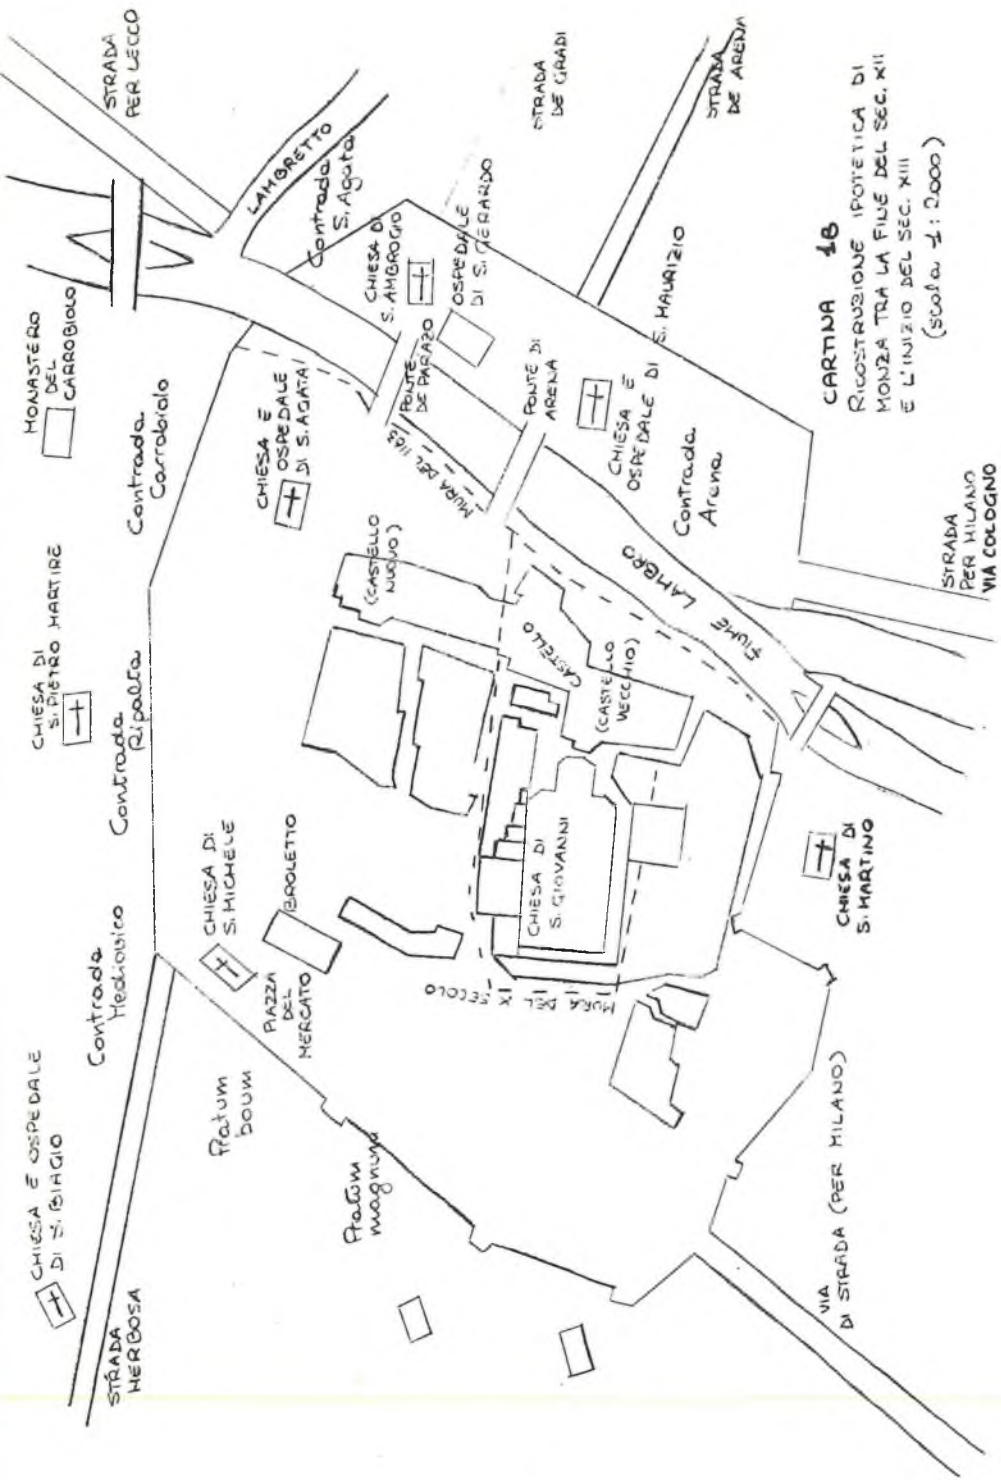 CARTINA 1B
RICOSTRUZIONE IPOTETICA DI
MONZA TRA LA FINE DEL SEC. XII
E L'INIZIO DEL SEC. XIII
(scala 1:2000)
CHIESA E OSPEDALE
DI S. BIAGIO
STRADA
HERBOSA
Contrada
Mediovico
CHIESA DI
S. PIETRO MARTIRE
Contrada
Ripalta
MONASTERO
DEL
CARROBIOLO
Contrada
Carrobiolo
STRADA
PER LECCO
LAMBRETTO
Contrada
S. Agata
Pratum
boum
CHIESA DI
S. MICHELE
BROLETTO
PIAZZA
DEL
MERCATO
CHIESA E
OSPEDALE
DI S. AGATA
CHIESA DI
S. AMBROGIO
OSPEDALE
DI S. GERARDO
PONTE
DE PARAZO
MURA DEL 1163
Pratum
magnum
(CASTELLO
NUOVO)
STRADA
DE GRADI
STRADA
DE ARENA
PONTE DI
ARENA
MURA DEL IX SECOLO
CHIESA DI
S. GIOVANNI
CASTELLO
(CASTELLO
VECCHIO)
FIUME LAMBRO
CHIESA E
OSPEDALE DI S. MAURIZIO
Contrada
Arena
VIA
DI STRADA (PER MILANO)
CHIESA DI
S. MARTINO
STRADA
PER MILANO
VIA COLOGNO